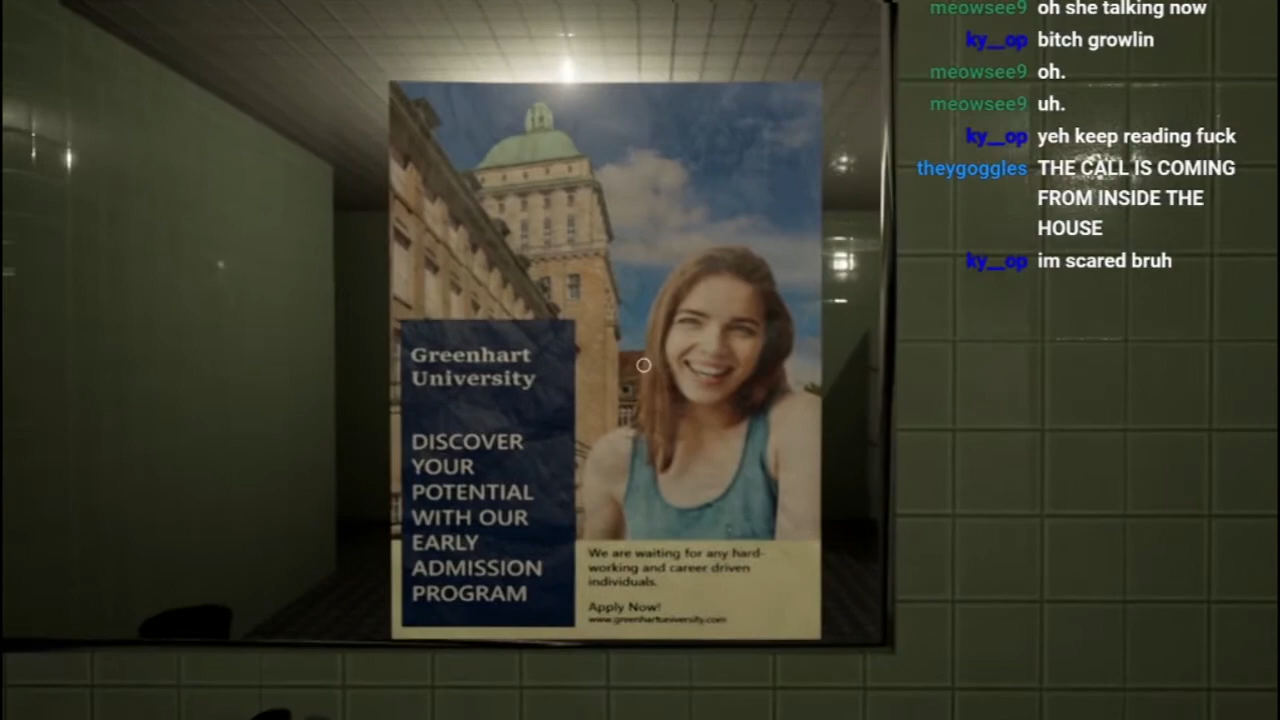 Greenhart
University
DISCOVER
YOUR
POTENTIAL
WITH OUR
EARLY
ADMISSION
PROGRAM
We are waiting for any hard-
working and career driven
individuals.
Apply Now!
www.greenhartuniversity.com
meowsee9 oh she talking now
ky__op bitch growlin
meowsee9 oh.
meowsee9 uh.
ky__op yeh keep reading fuck
theygoggles THE CALL IS COMING
FROM INSIDE THE
HOUSE
ky__op im scared bruh